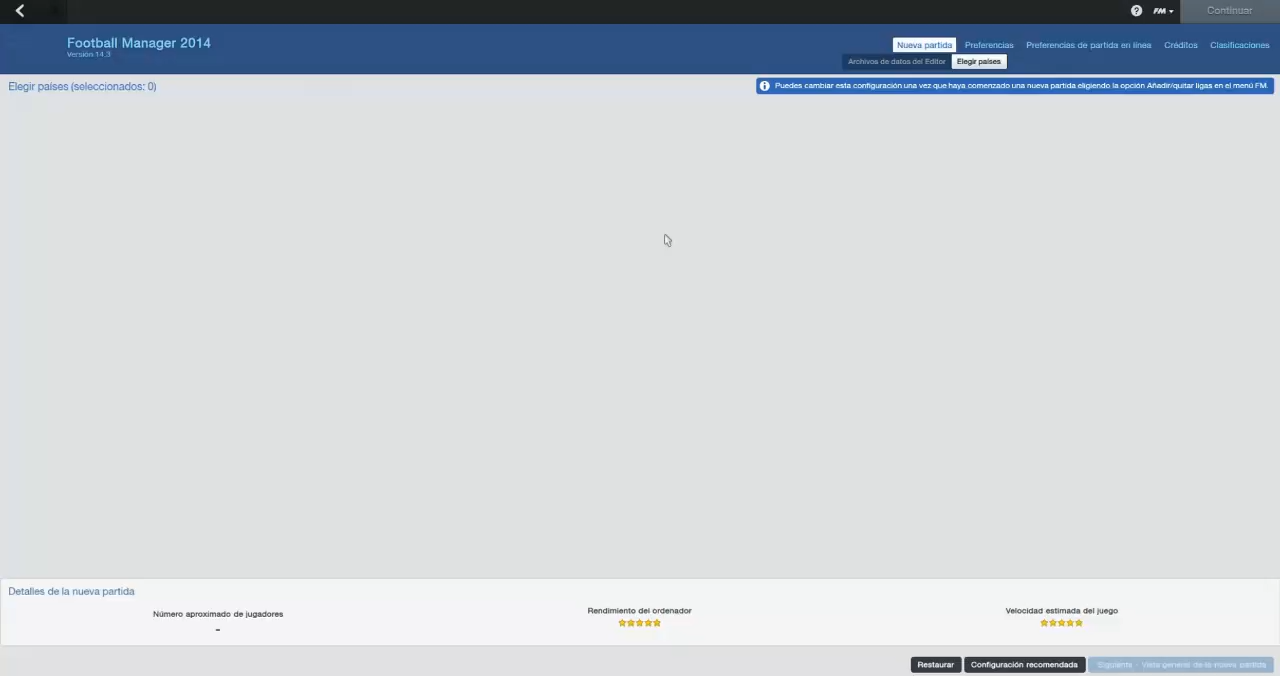 FM
Continuar
Football Manager 2014
Versión 14.3
Nueva partida
Preferencias
Preferencias de partida en línea
Créditos
Clasificaciones
Archivos de datos del Editor
Elegir países
Elegir países (seleccionados: 0)
Puedes cambiar esta configuración una vez que haya comenzado una nueva partida eligiendo la opción Añadir/quitar ligas en el menú FM.
Detalles de la nueva partida
Número aproximado de jugadores
-
Rendimiento del ordenador
Velocidad estimada del juego
Restaurar
Configuración recomendada
Siguiente - Vista general de la nueva partida